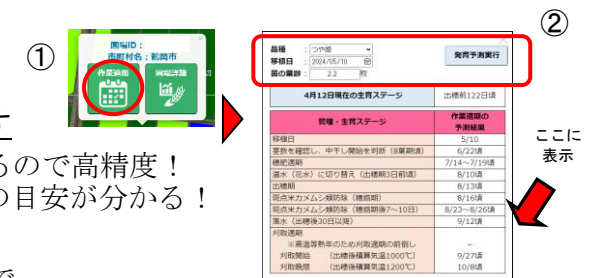 ①
圃場ID：
市町村名：鶴岡市
作業適期
圃場詳細
るので高精度！
の目安が分かる！
②
品種 ： つや姫
移植日 ： 2024/05/10
苗の葉齢： 2.2 枚
発育予測実行
4月12日現在の生育ステージ 出穂前122日頃
管理・生育ステージ 作業適期の予測結果
移植日 5/10
茎数を確認し、中干し開始を判断（8葉期頃） 6/22頃
穂肥適期 7/14～7/19頃
湛水（花水）に切り替え（出穂期3日前頃） 8/10頃
出穂期 8/13頃
斑点米カメムシ類防除（穂揃期） 8/16頃
斑点米カメムシ類防除（穂揃期後7～10日） 8/23～8/26頃
落水（出穂後30日以降） 9/12頃
刈取適期
※高温等熟年のため刈取適期の前倒し －
刈取開始 （出穂後積算気温1000℃） 9/27頃
刈取晩限 （出穂後積算気温1200℃） 10/8頃
ここに
表示